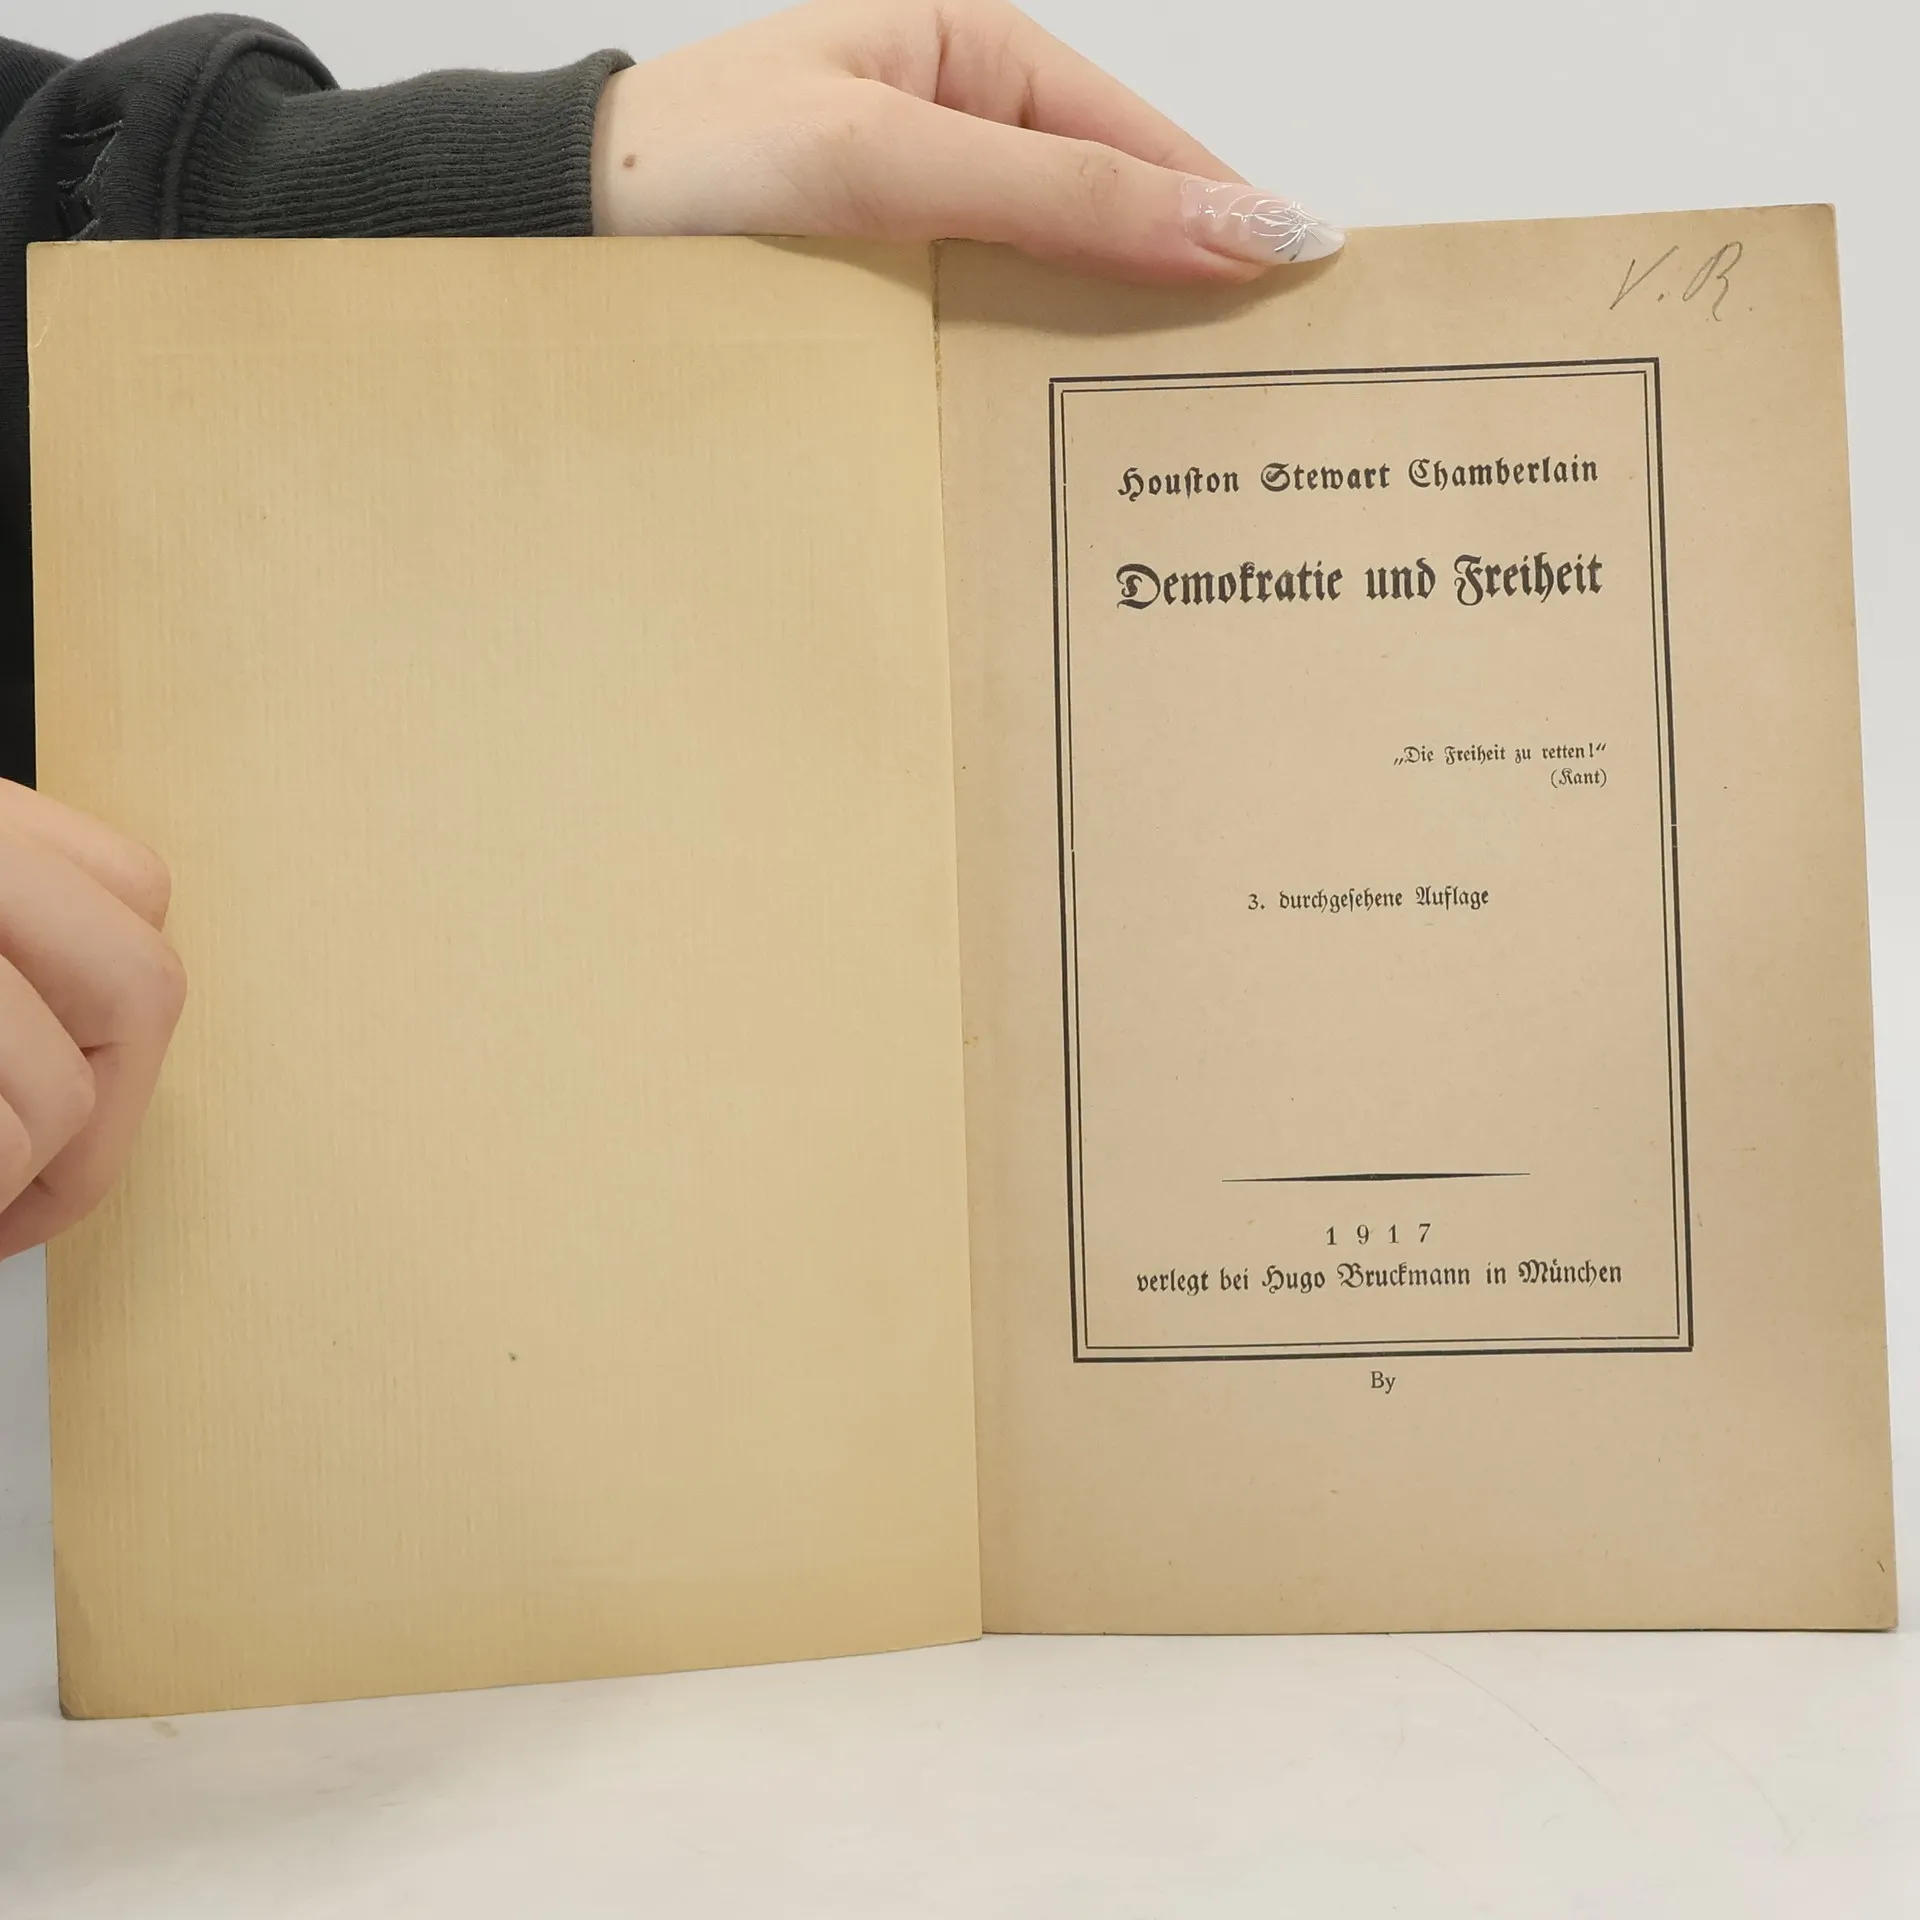 V. R.
Houſton Stewart Chamberlain
Demokratie und Freiheit
„Die Freiheit zu retten!“
(Kant)
3. durchgeſehene Auflage
1917
verlegt bei Hugo Bruckmann in München
By